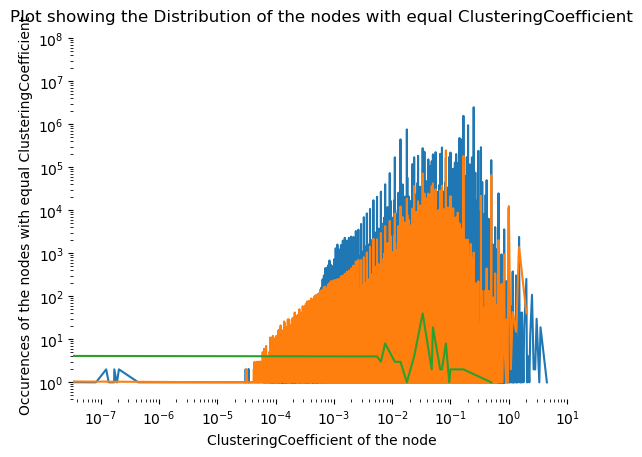 Plot showing the Distribution of the nodes with equal ClusteringCoefficient
Occurences of the nodes with equal ClusteringCoefficient
10⁸
10⁷
10⁶
10⁵
10⁴
10³
10²
10¹
10⁰
10⁻⁷ 10⁻⁶ 10⁻⁵ 10⁻⁴ 10⁻³ 10⁻² 10⁻¹ 10⁰ 10¹
ClusteringCoefficient of the node